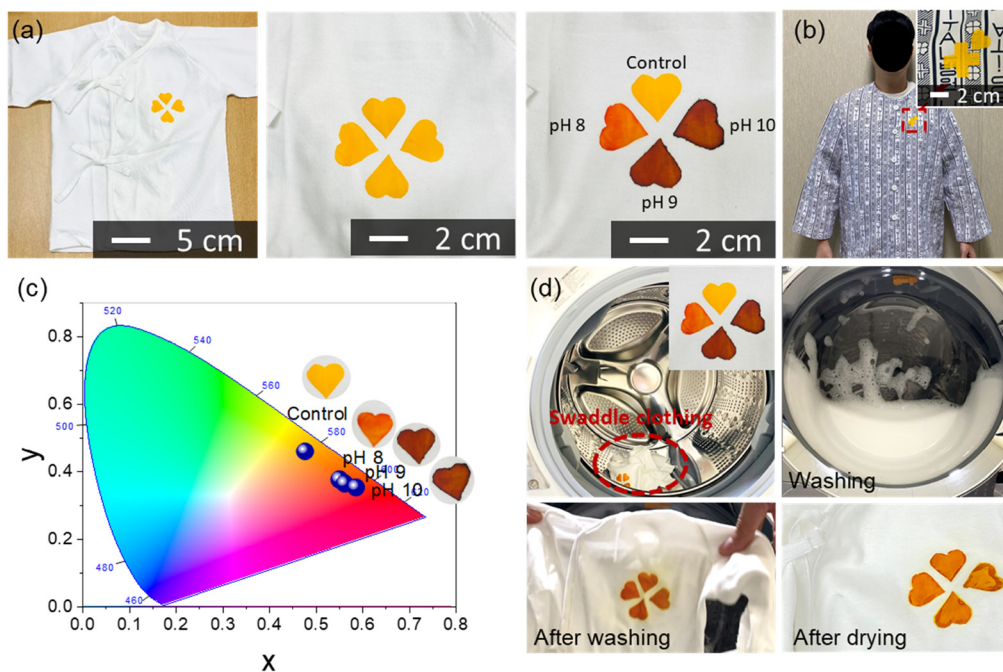 (a)
5 cm
2 cm
Control
pH 8
pH 10
pH 9
2 cm
(b)
2 cm
(c)
0.8
0.6
0.4
0.2
0.0
y
520
540
560
500
580
600
620
480
460
Control
pH 8
pH 9
pH 10
0.0 0.1 0.2 0.3 0.4 0.5 0.6 0.7 0.8
x
(d)
Swaddle clothing
Washing
After washing
After drying